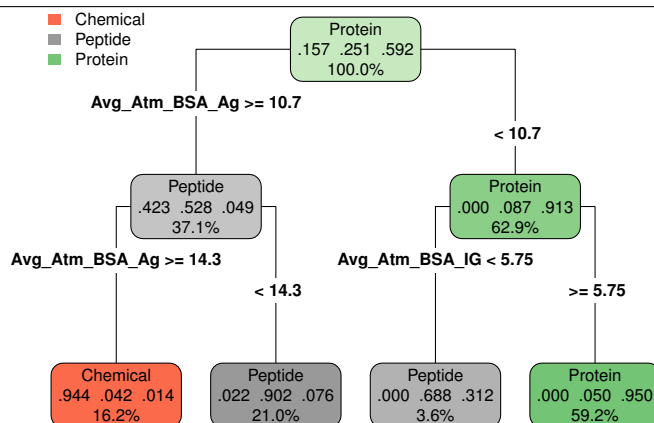 Chemical
Peptide
Protein
Protein
.157 .251 .592
100.0%
Avg_Atm_BSA_Ag >= 10.7
< 10.7
Peptide
.423 .528 .049
37.1%
Protein
.000 .087 .913
62.9%
Avg_Atm_BSA_Ag >= 14.3
< 14.3
Avg_Atm_BSA_IG < 5.75
>= 5.75
Chemical
.944 .042 .014
16.2%
Peptide
.022 .902 .076
21.0%
Peptide
.000 .688 .312
3.6%
Protein
.000 .050 .950
59.2%